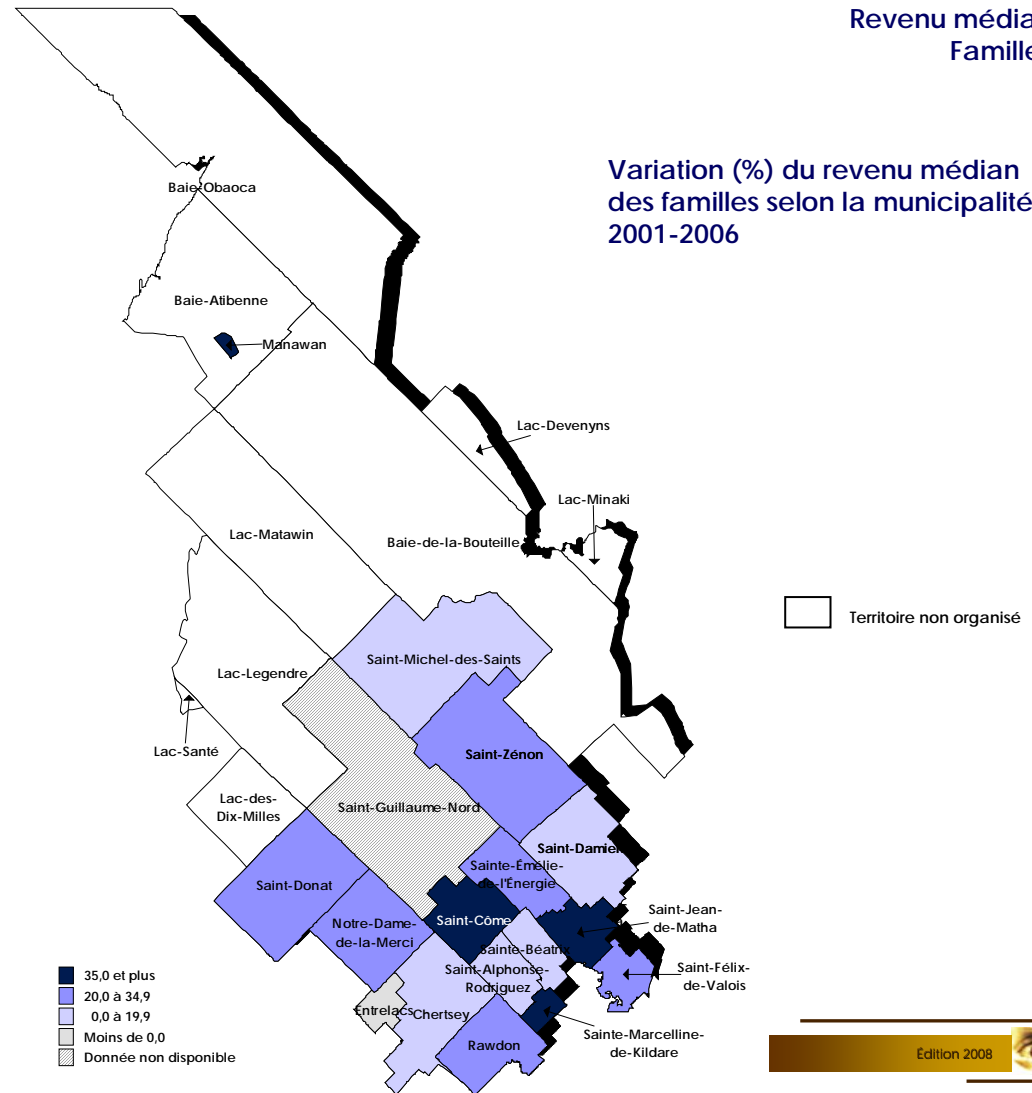 Revenu média
Famille
Variation (%) du revenu médian
des familles selon la municipalité
2001-2006
Baie-Obaoca
Baie-Atibenne
Manawan
Lac-Devenyns
Lac-Minaki
Lac-Matawin
Baie-de-la-Bouteille
Territoire non organisé
Saint-Michel-des-Saints
Lac-Legendre
Lac-Santé
Saint-Zénon
Lac-des-
Dix-Milles
Saint-Guillaume-Nord
Saint-Damien
Sainte-Émélie-
de-l'Énergie
Saint-Donat
Saint-Jean-
de-Matha
Notre-Dame-
de-la-Merci
Saint-Côme
Sainte-Béatrix
Saint-Alphonse-
Rodriguez
Saint-Félix-
de-Valois
Entrelacs
Chertsey
Sainte-Marcelline-
de-Kildare
Rawdon
35,0 et plus
20,0 à 34,9
0,0 à 19,9
Moins de 0,0
Donnée non disponible
Édition 2008